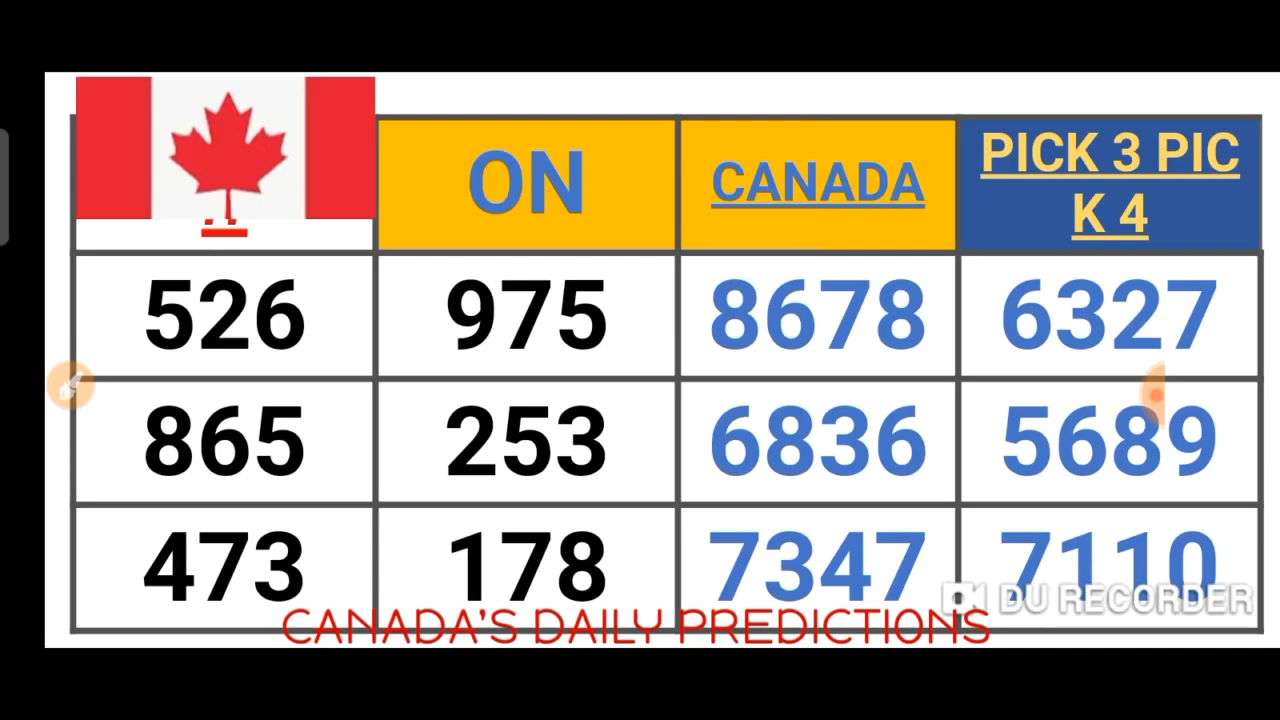 ON CANADA PICK 3 PIC
K 4
526 975 8678 6327
865 253 6836 5689
473 178 7347 7110
DU RECORDER
CANADA'S DAILY PREDICTIONS